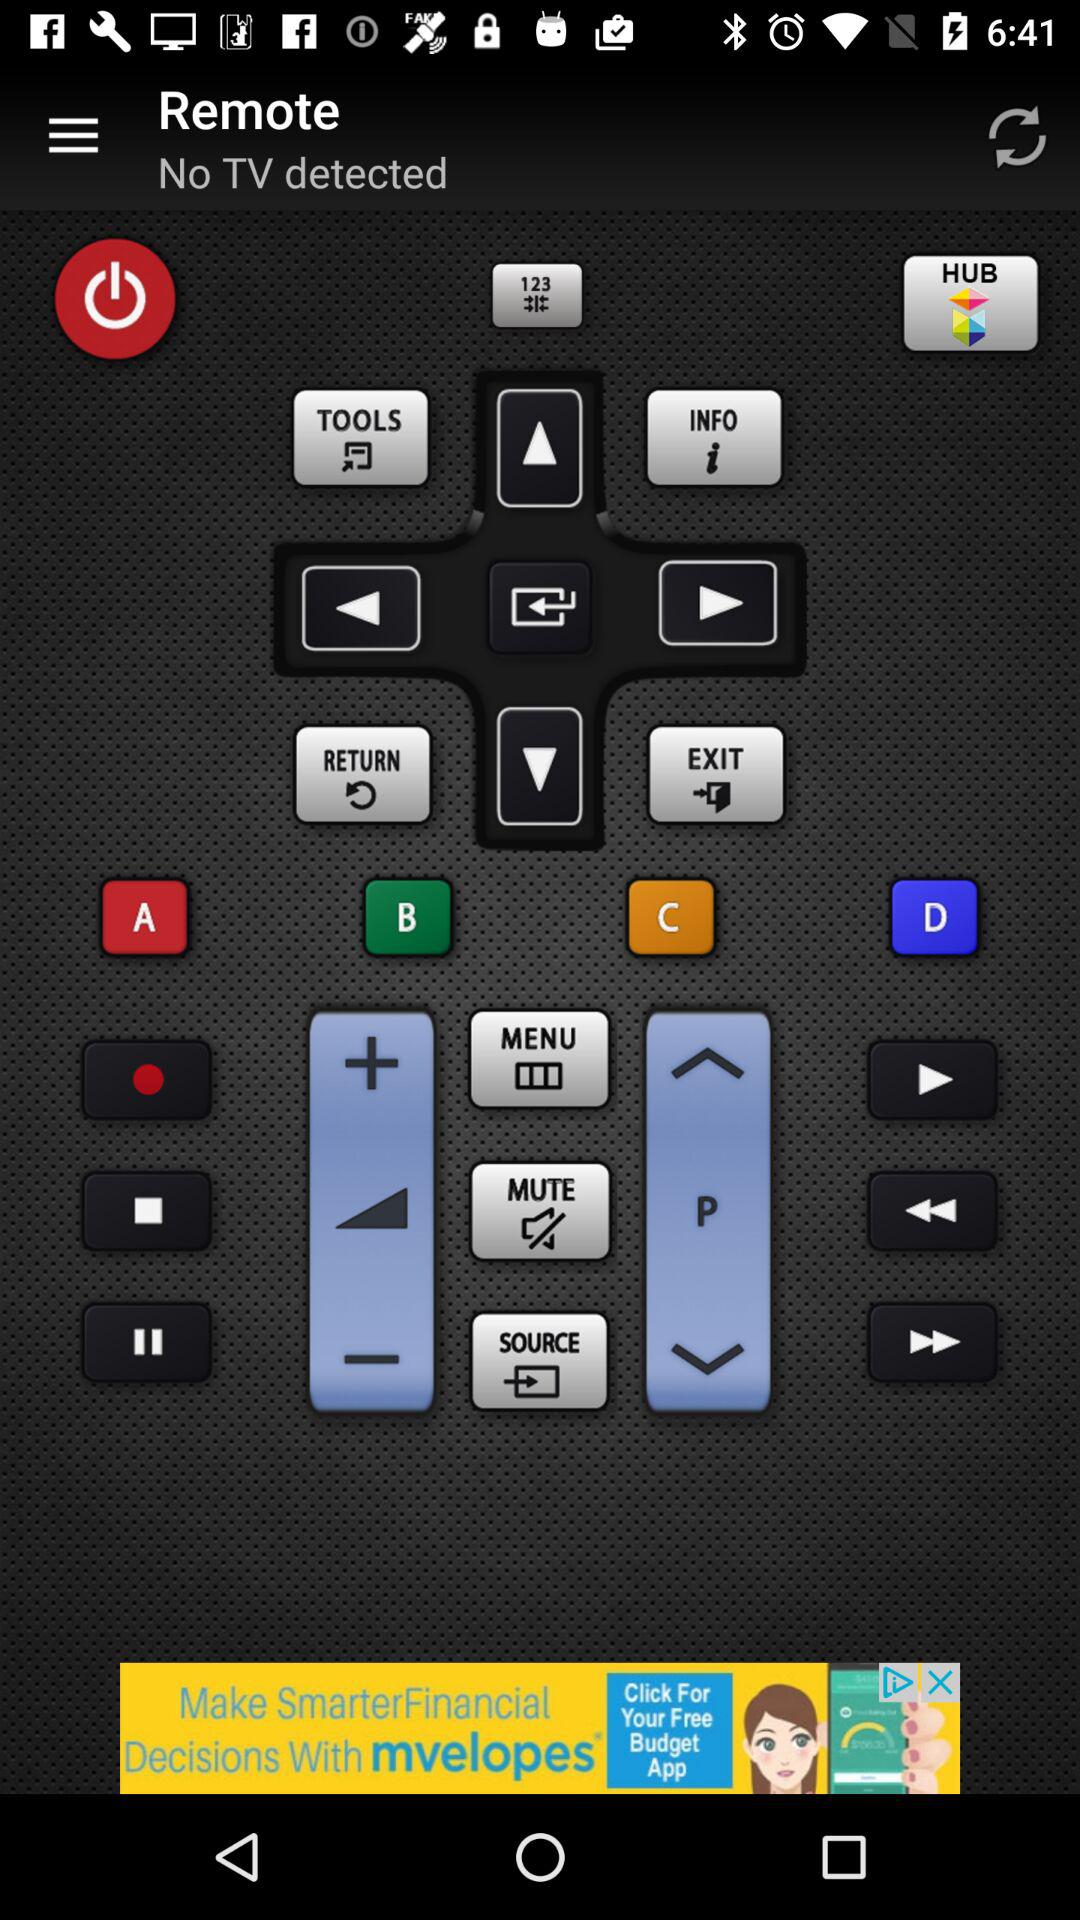 FAKE
6:41
Remote
No TV detected
123
HUB
TOOLS
INFO
RETURN
EXIT
A
B
C
D
MENU
MUTE
P
SOURCE
Make SmarterFinancial
Decisions With mvelopes®
Click For
Your Free
Budget
App